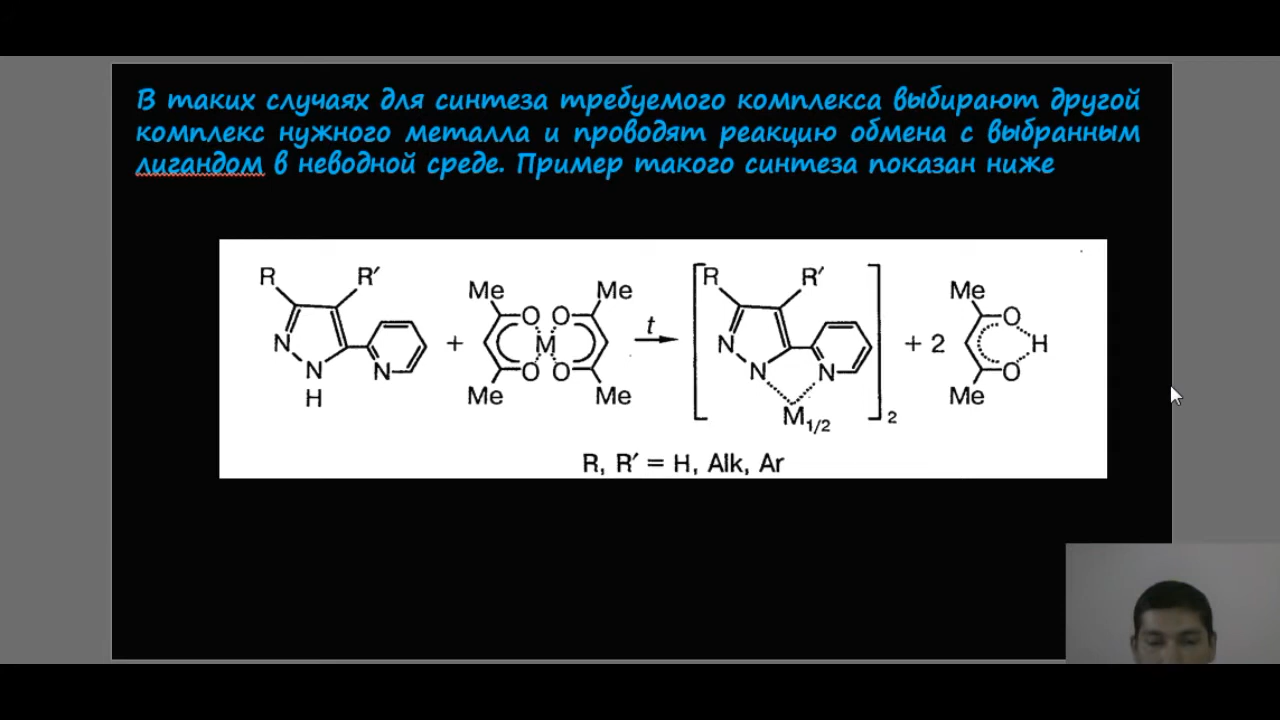 В таких случаях для синтеза требуемого комплекса выбирают другой
комплекс нужного металла и проводят реакцию обмена с выбранным
лигандом в неводной среде. Пример такого синтеза показан ниже
R R′ Me Me R R′ Me
O O t O
N + M N + 2 H
N N O O N N O
H Me Me M1/2 2 Me
R, R′ = H, Alk, Ar